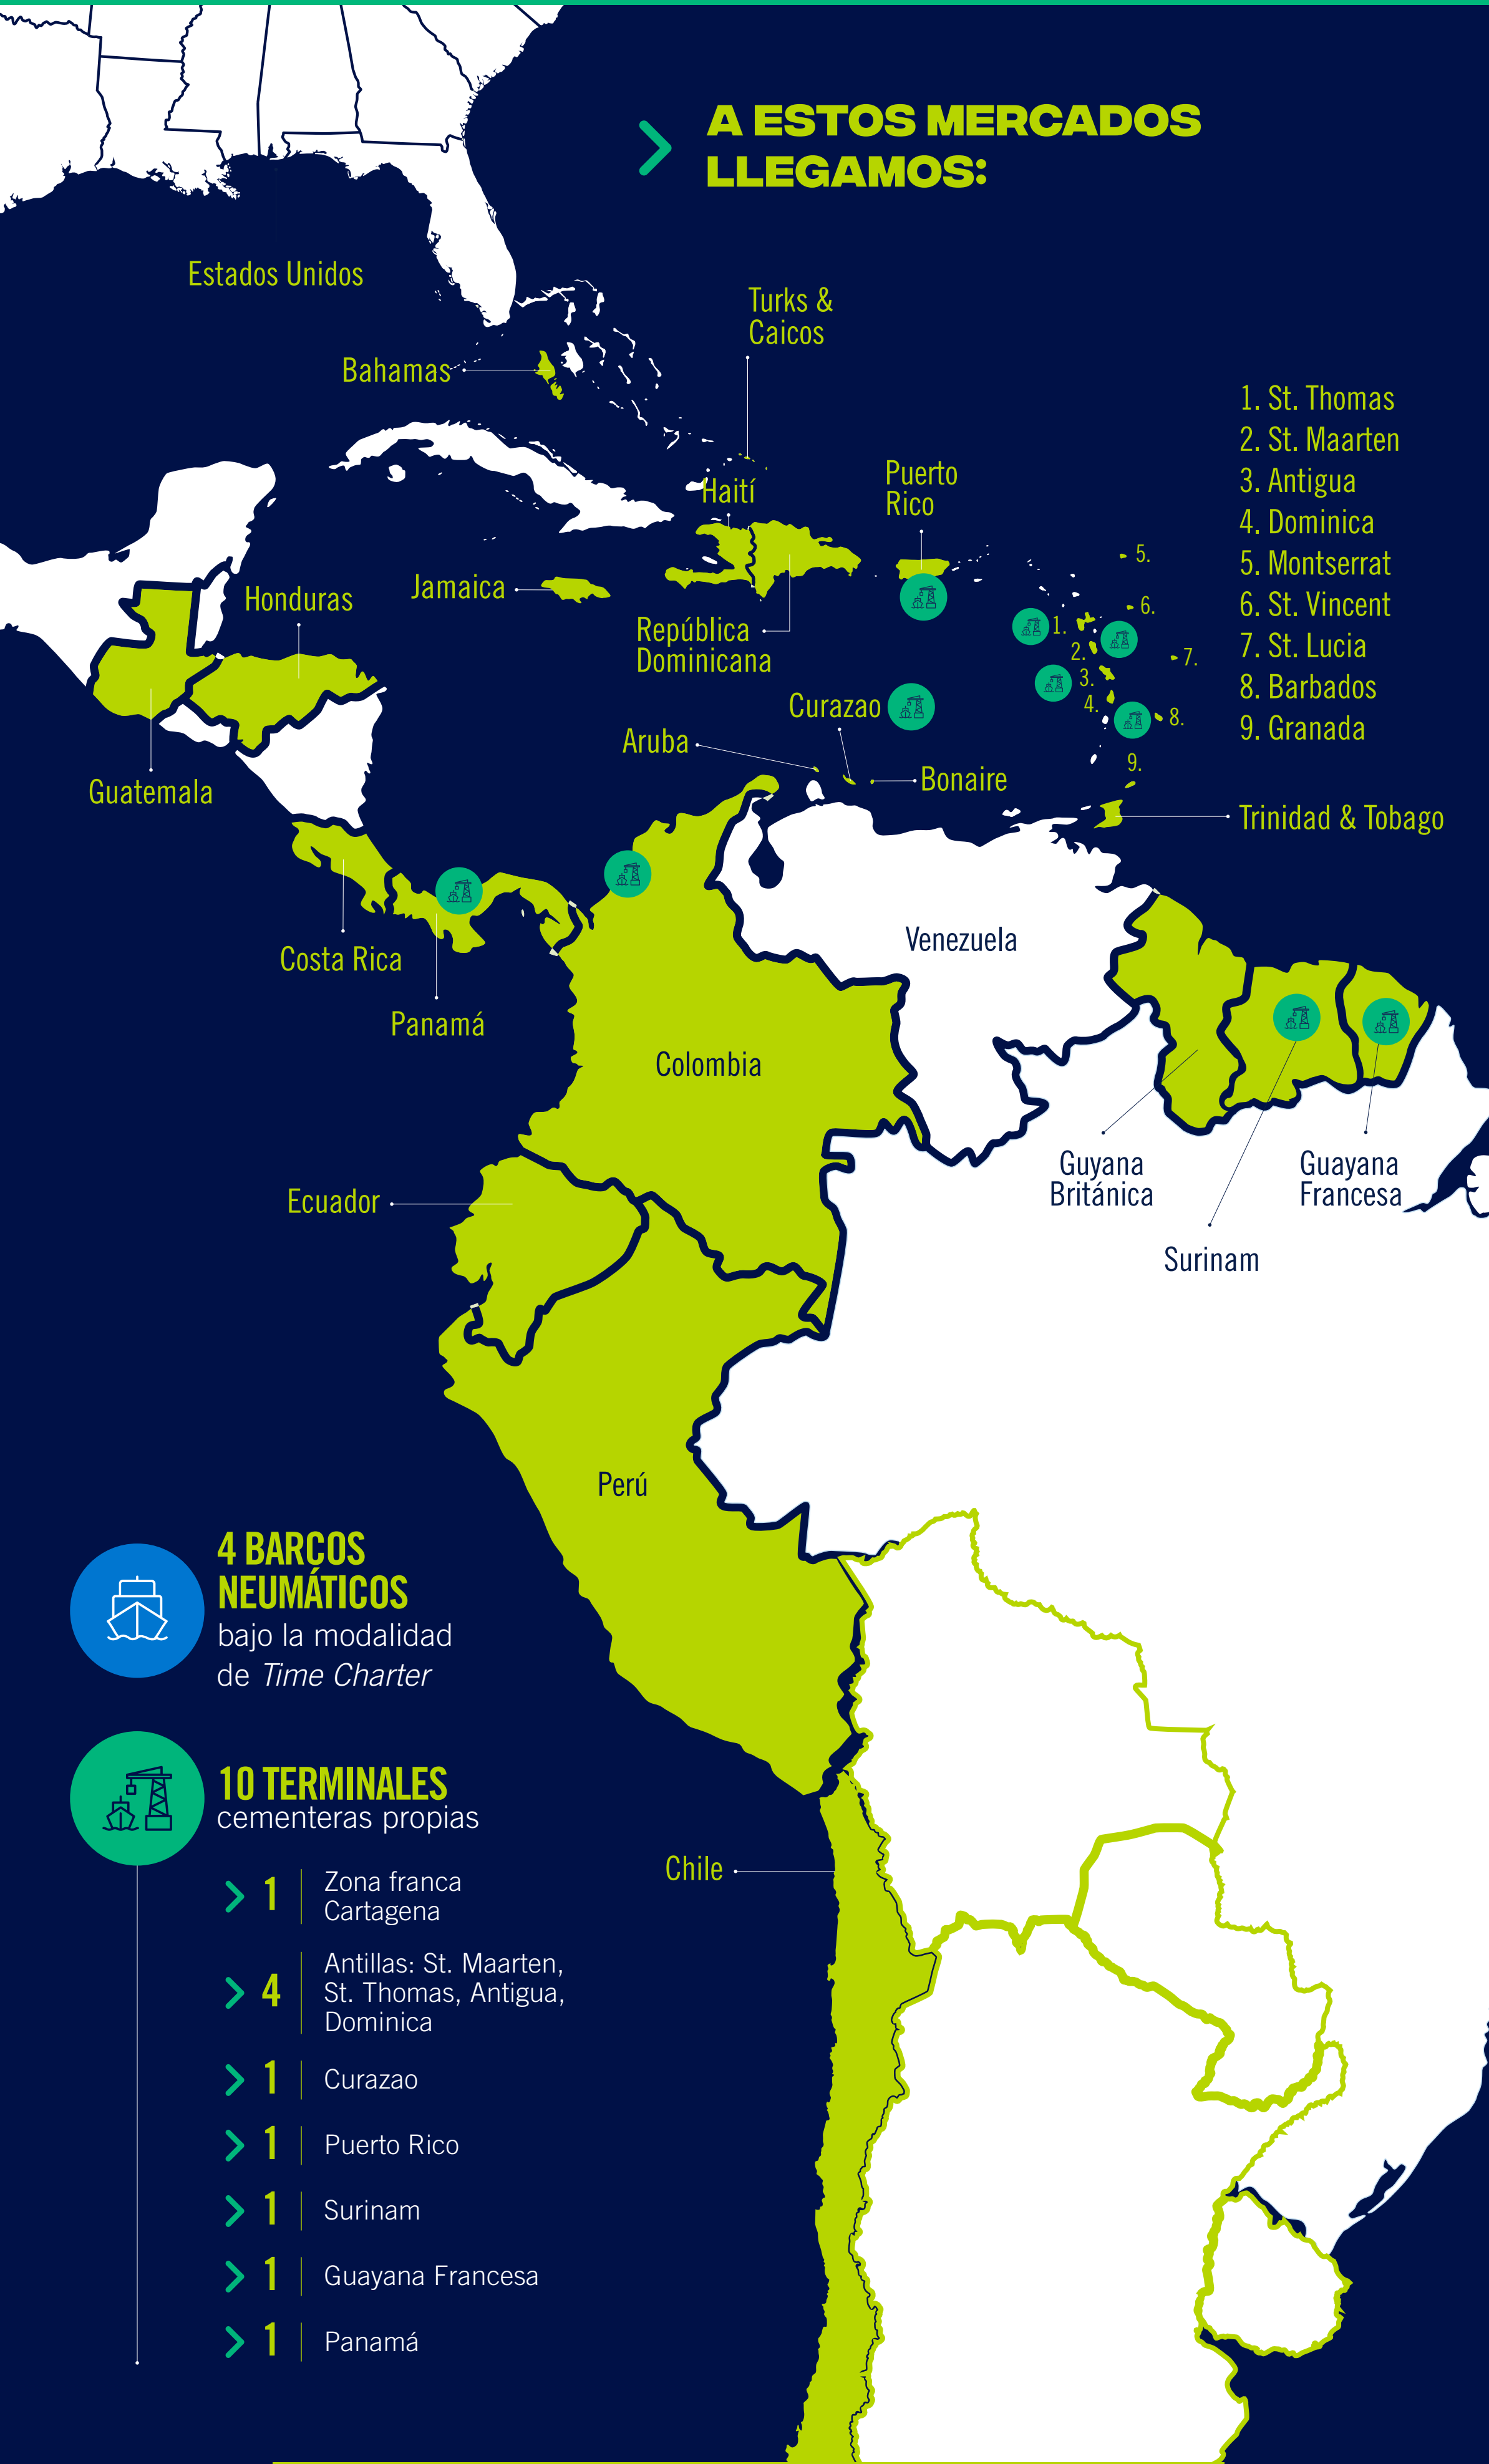 A ESTOS MERCADOS
LLEGAMOS:
Estados Unidos
Turks &
Caicos
Bahamas
1. St. Thomas
2. St. Maarten
3. Antigua
4. Dominica
5. Montserrat
6. St. Vincent
7. St. Lucia
8. Barbados
9. Granada
Puerto
Rico
Haití
5.
Jamaica
Honduras
6.
1.
República
Dominicana
2.
7.
3.
4.
Curazao
8.
Aruba
9.
Bonaire
Guatemala
Trinidad & Tobago
Venezuela
Costa Rica
Panamá
Colombia
Guyana
Británica
Guayana
Francesa
Ecuador
Surinam
Perú
4 BARCOS
NEUMÁTICOS
bajo la modalidad
de Time Charter
10 TERMINALES
cementeras propias
1 Zona franca
Cartagena
4 Antillas: St. Maarten,
St. Thomas, Antigua,
Dominica
1 Curazao
1 Puerto Rico
1 Surinam
1 Guayana Francesa
1 Panamá
Chile